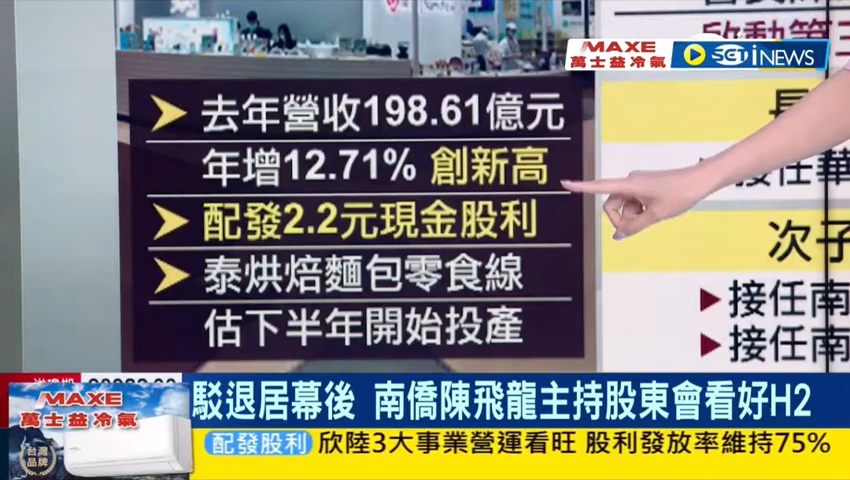 MAXE
萬士益冷氣
iNEWS
去年營收198.61億元
年增12.71% 創新高
配發2.2元現金股利
泰烘焙麵包零食線
估下半年開始投產
次子
接任南
接任南
MAXE
萬士益冷氣
台灣
品牌
駁退居幕後 南僑陳飛龍主持股東會看好H2
配發股利 欣陸3大事業營運看旺 股利發放率維持75%